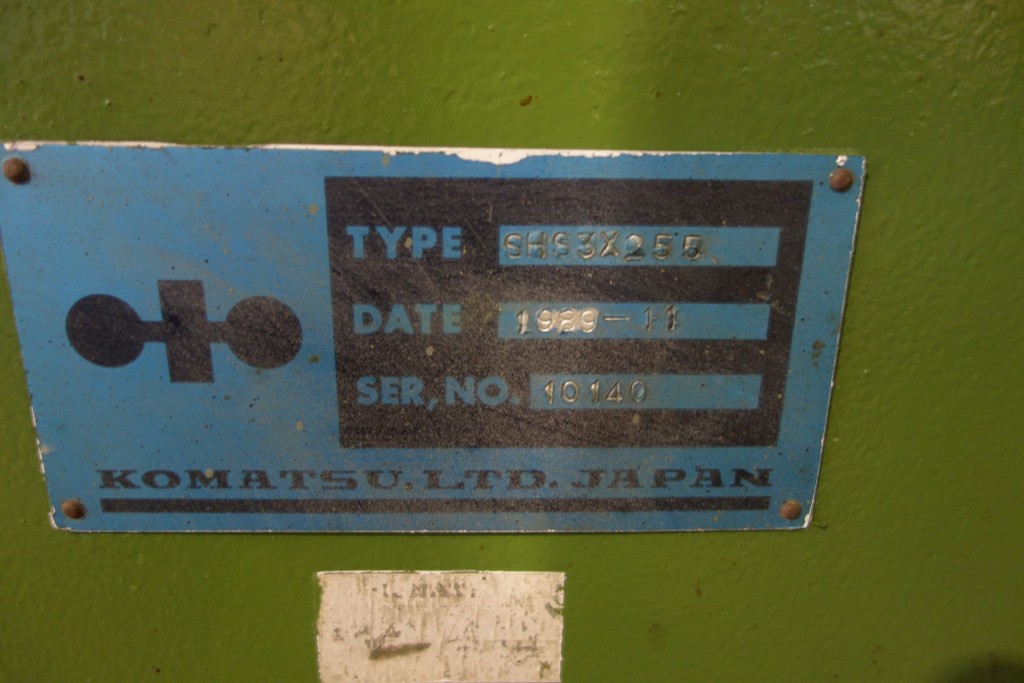 TYPE SHS3X255
DATE 1989-11
SER, NO. 10140
KOMATSU. LTD. JAPAN